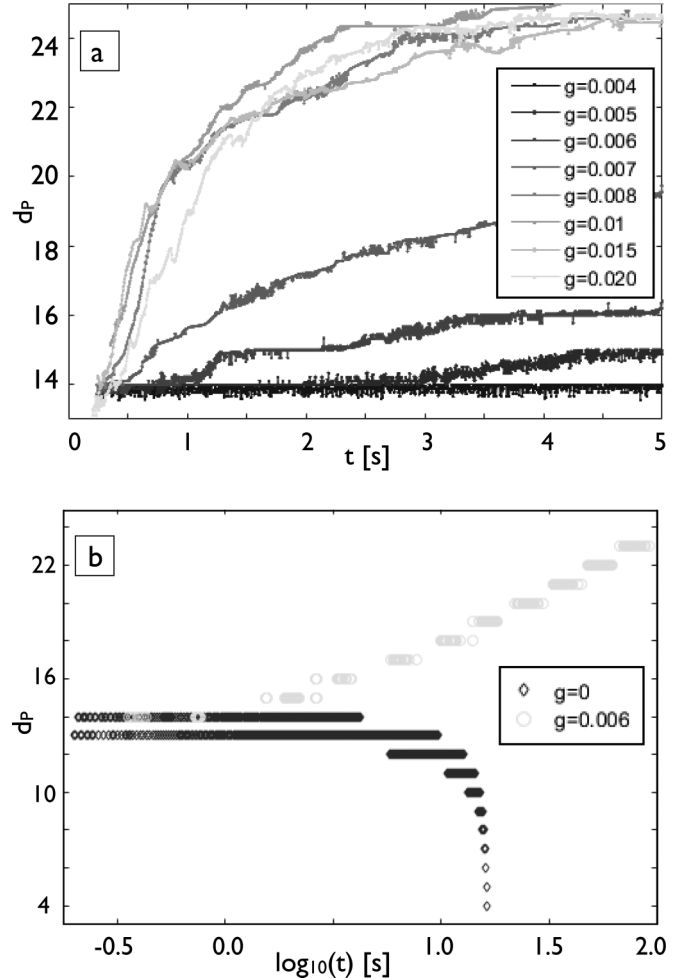 a
24
22
20
18
16
14
dP
g=0.004
g=0.005
g=0.006
g=0.007
g=0.008
g=0.01
g=0.015
g=0.020
0 1 2 3 4 5
t [s]
b
22
16
10
4
dP
g=0
g=0.006
-0.5 0.0 0.5 1.0 1.5 2.0
log10(t) [s]